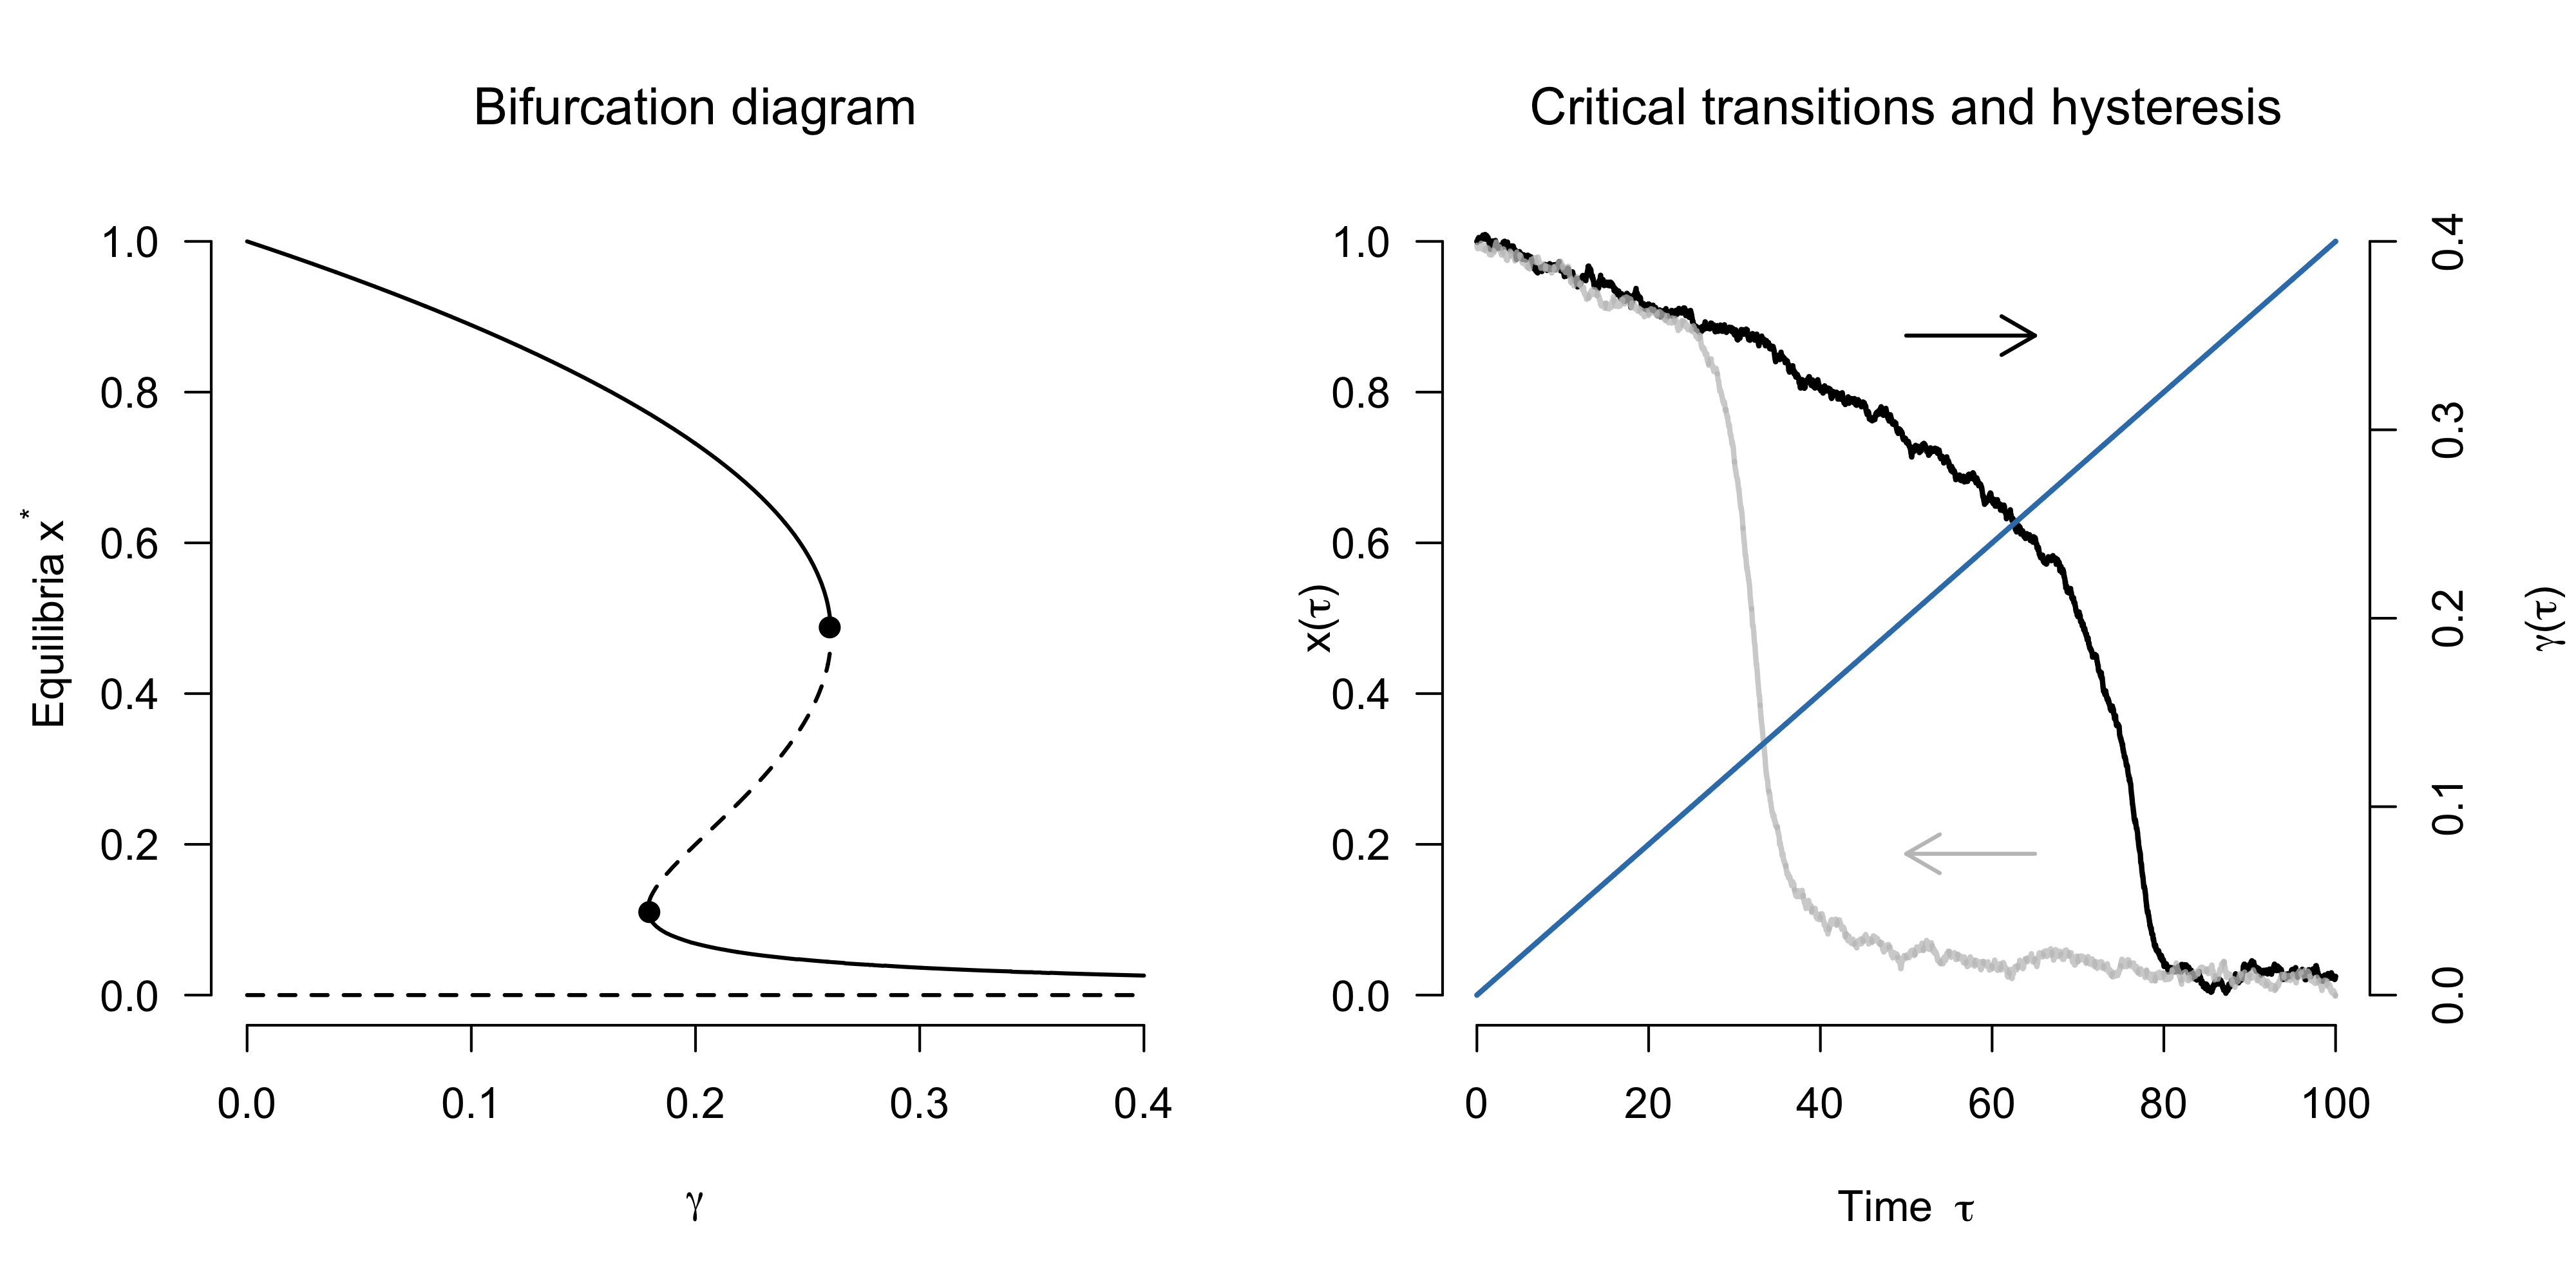 Bifurcation diagram
Equilibria x*
1.0
0.8
0.6
0.4
0.2
0.0
0.0 0.1 0.2 0.3 0.4
γ
Critical transitions and hysteresis
x(τ)
1.0
0.8
0.6
0.4
0.2
0.0
0 20 40 60 80 100
Time τ
0.4
0.3
0.2
0.1
0.0
γ(τ)